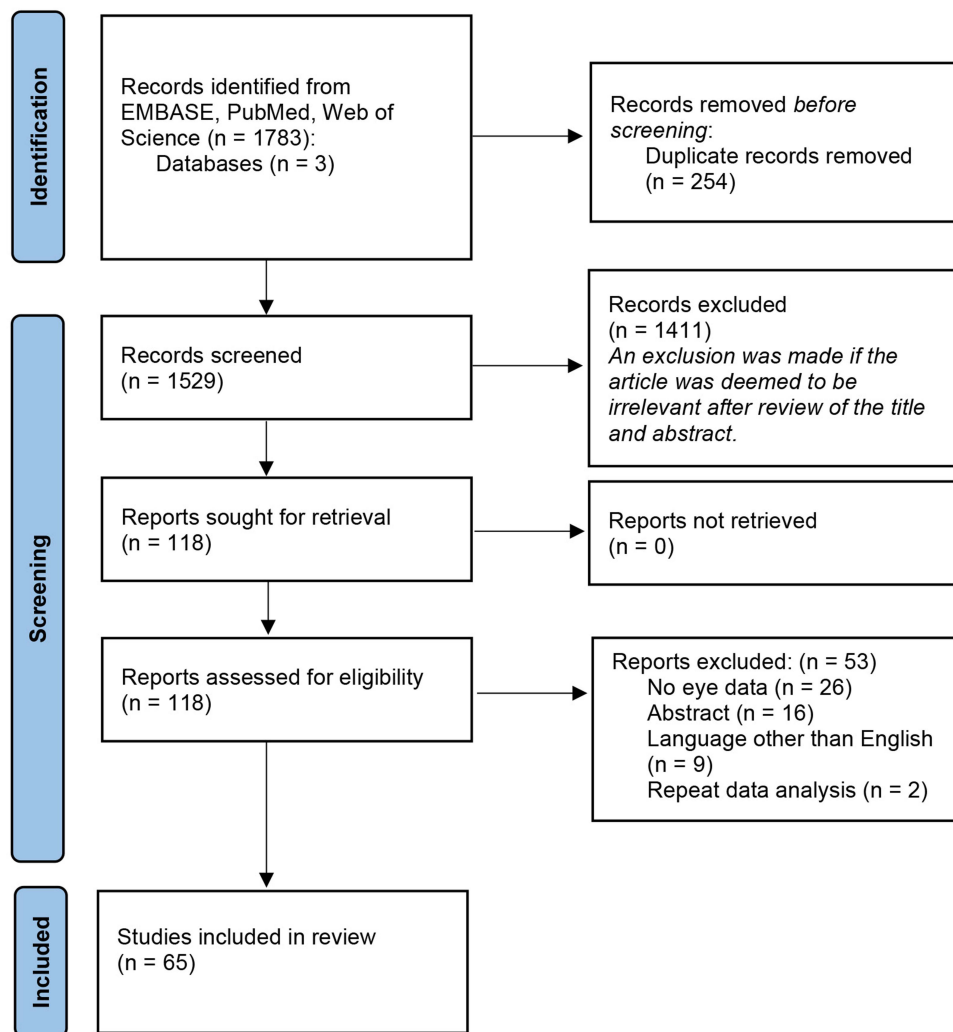 Identification
Records identified from
EMBASE, PubMed, Web of
Science (n = 1783):
Databases (n = 3)
Records removed before
screening:
Duplicate records removed
(n = 254)
Screening
Records screened
(n = 1529)
Records excluded
(n = 1411)
An exclusion was made if the
article was deemed to be
irrelevant after review of the title
and abstract.
Reports sought for retrieval
(n = 118)
Reports not retrieved
(n = 0)
Reports assessed for eligibility
(n = 118)
Reports excluded: (n = 53)
No eye data (n = 26)
Abstract (n = 16)
Language other than English
(n = 9)
Repeat data analysis (n = 2)
Included
Studies included in review
(n = 65)